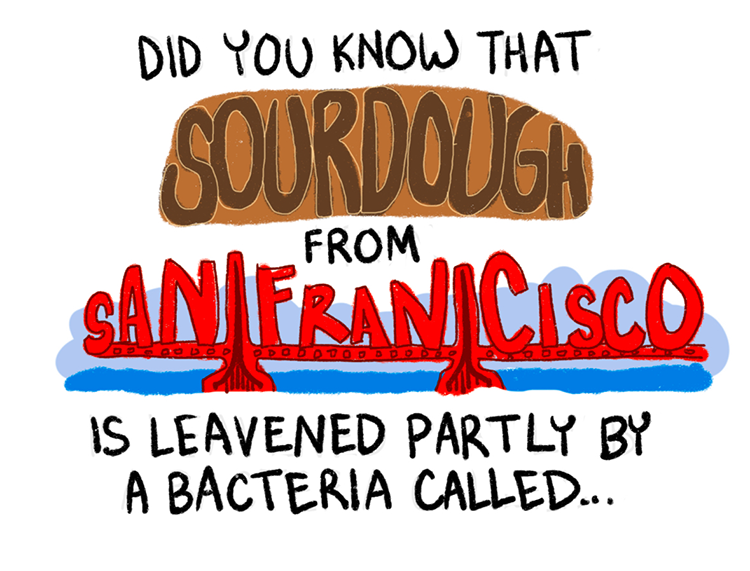 DID YOU KNOW THAT
SOURDOUGH
FROM
SAN FRANCISCO
IS LEAVENED PARTLY BY
A BACTERIA CALLED...